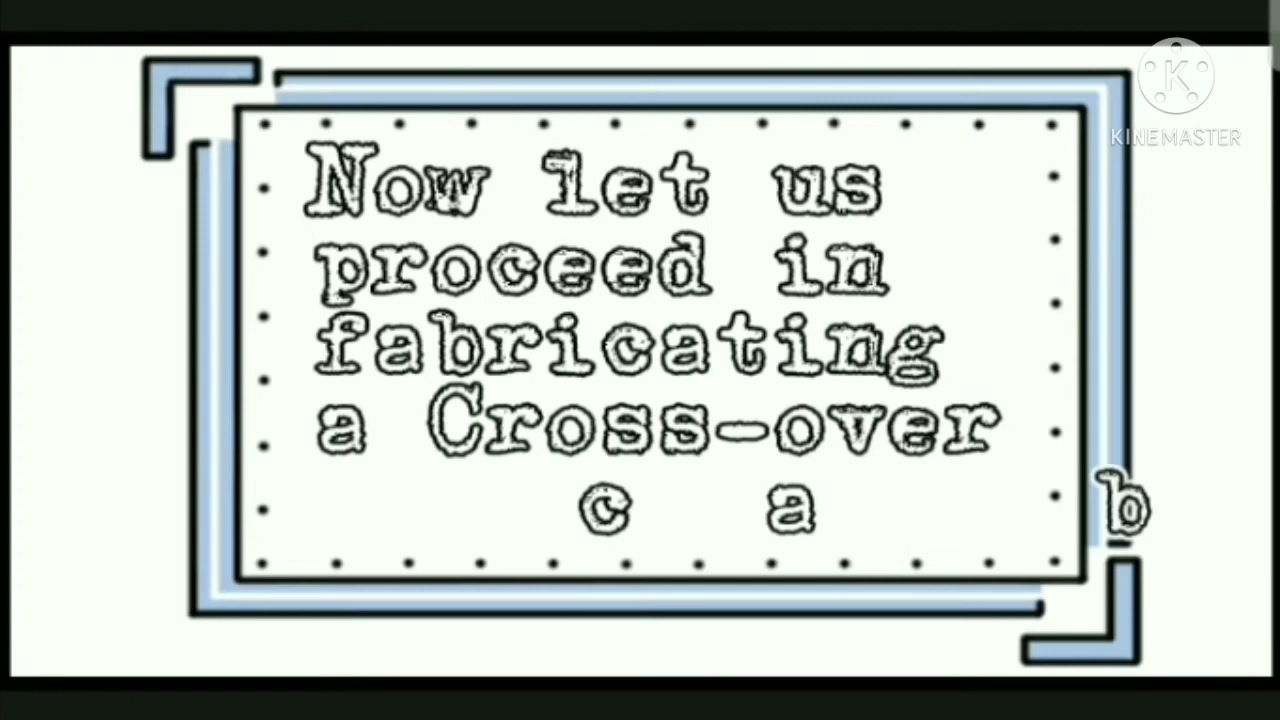 Now let us
proceed in
fabricating
a Cross-over
c a b
KINEMASTER